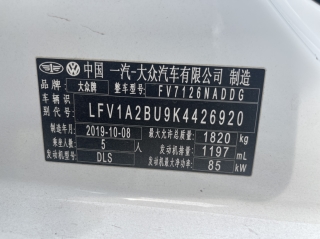 中国 一汽-大众汽车有限公司 制造
品牌 大众牌 整车型号 FV7126NADDG
车辆识别代号 LFV1A2BU9K4426920
制造年月 2019-10-08 最大允许总质量 1820 kg
乘坐人数 5 人 发动机排量 1197 mL
发动机型号 DLS 发动机最大净功率 85 kW